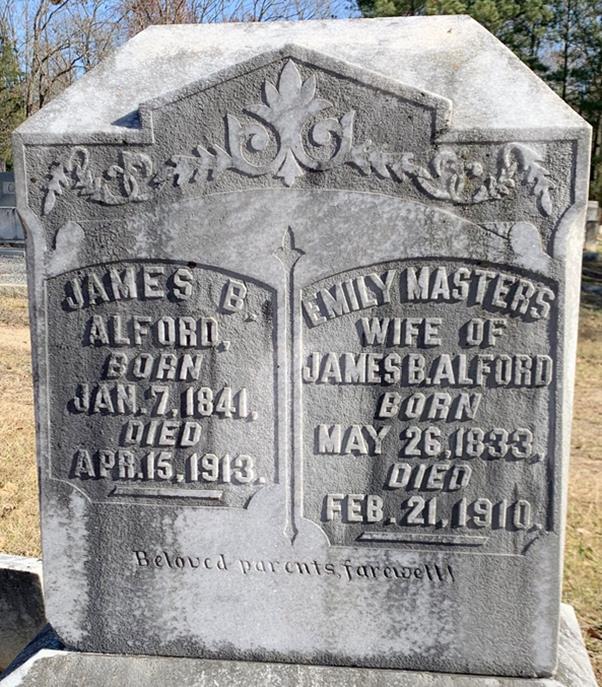 JAMES B.
ALFORD,
BORN
JAN. 7, 1841.
DIED
APR. 15, 1913.
EMILY MASTERS
WIFE OF
JAMES B. ALFORD
BORN
MAY 26, 1833,
DIED
FEB. 21, 1910.
Beloved parents, farewell!